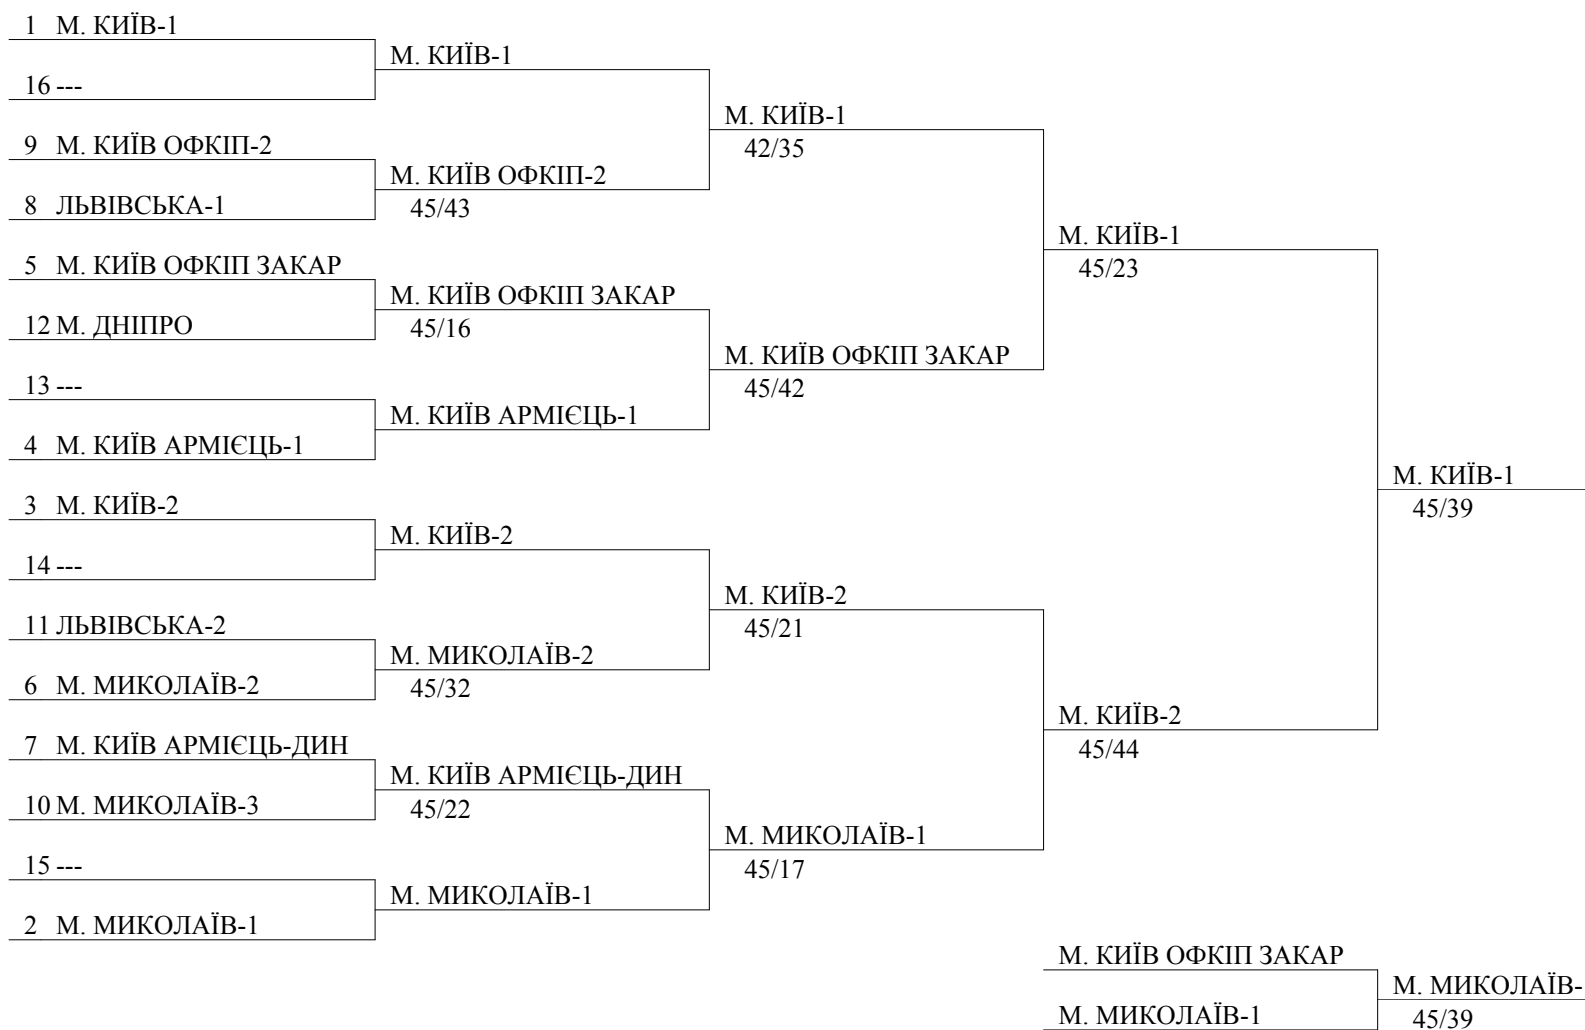 1 М. КИЇВ-1
16 ---
9 М. КИЇВ ОФКІП-2
8 ЛЬВІВСЬКА-1
5 М. КИЇВ ОФКІП ЗАКАР
12 М. ДНІПРО
13 ---
4 М. КИЇВ АРМІЄЦЬ-1
3 М. КИЇВ-2
14 ---
11 ЛЬВІВСЬКА-2
6 М. МИКОЛАЇВ-2
7 М. КИЇВ АРМІЄЦЬ-ДИН
10 М. МИКОЛАЇВ-3
15 ---
2 М. МИКОЛАЇВ-1
М. КИЇВ-1
М. КИЇВ ОФКІП-2
45/43
М. КИЇВ ОФКІП ЗАКАР
45/16
М. КИЇВ АРМІЄЦЬ-1
М. КИЇВ-2
М. МИКОЛАЇВ-2
45/32
М. КИЇВ АРМІЄЦЬ-ДИН
45/22
М. МИКОЛАЇВ-1
М. КИЇВ-1
42/35
М. КИЇВ ОФКІП ЗАКАР
45/42
М. КИЇВ-2
45/21
М. МИКОЛАЇВ-1
45/17
М. КИЇВ-1
45/23
М. КИЇВ-2
45/44
М. КИЇВ-1
45/39
М. КИЇВ ОФКІП ЗАКАР
М. МИКОЛАЇВ-1
М. МИКОЛАЇВ-
45/39